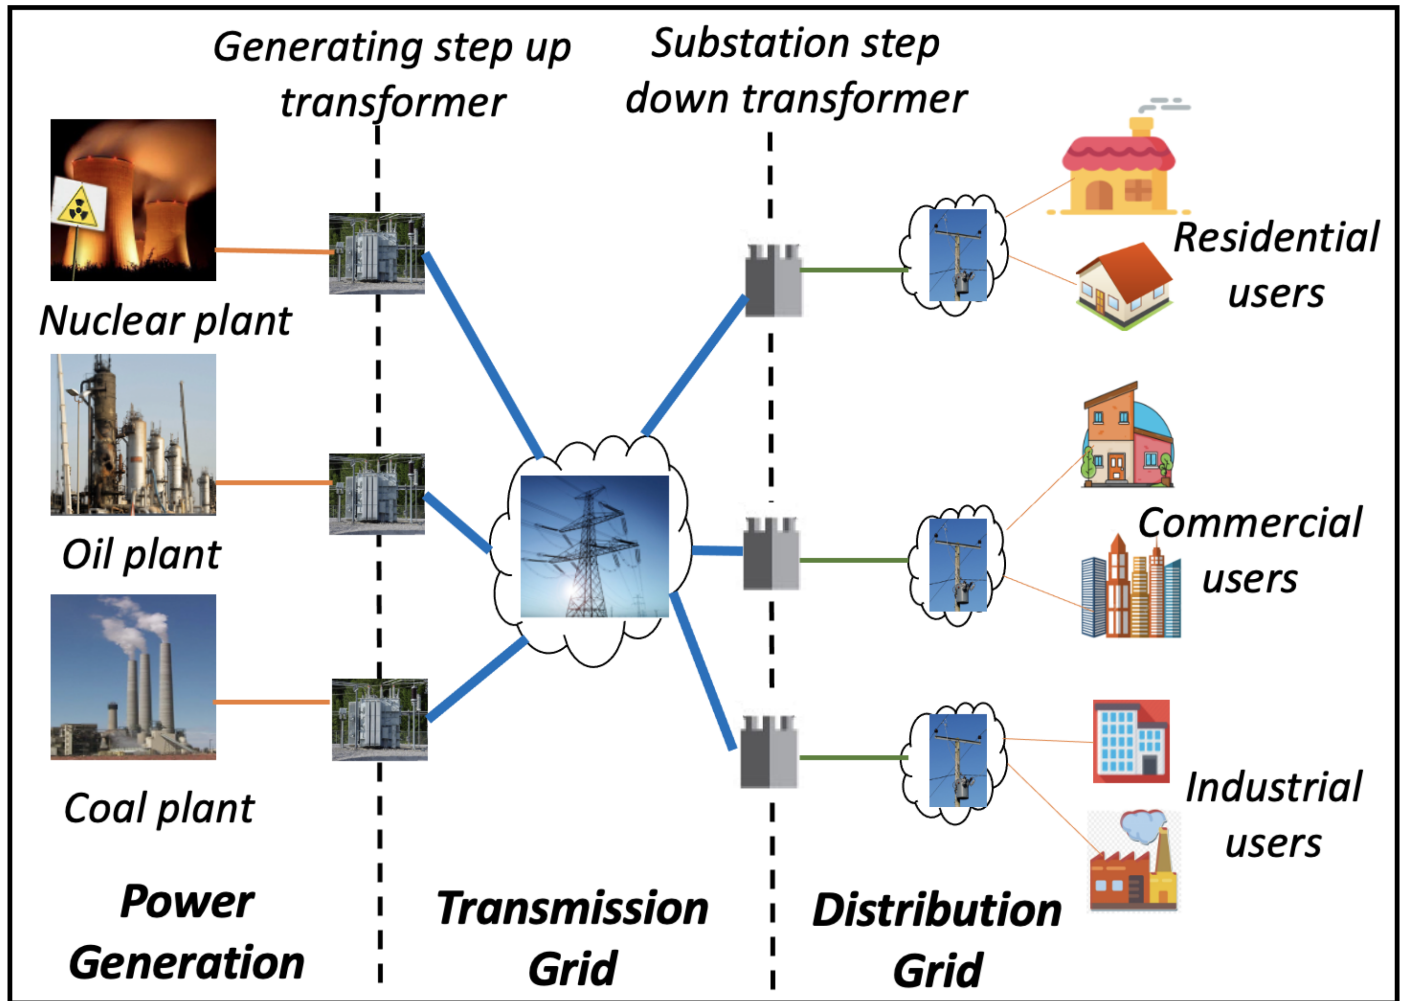 Generating step up
transformer
Substation step
down transformer
Nuclear plant
Residential
users
Oil plant
Commercial
users
Coal plant
Industrial
users
Power
Generation
Transmission
Grid
Distribution
Grid